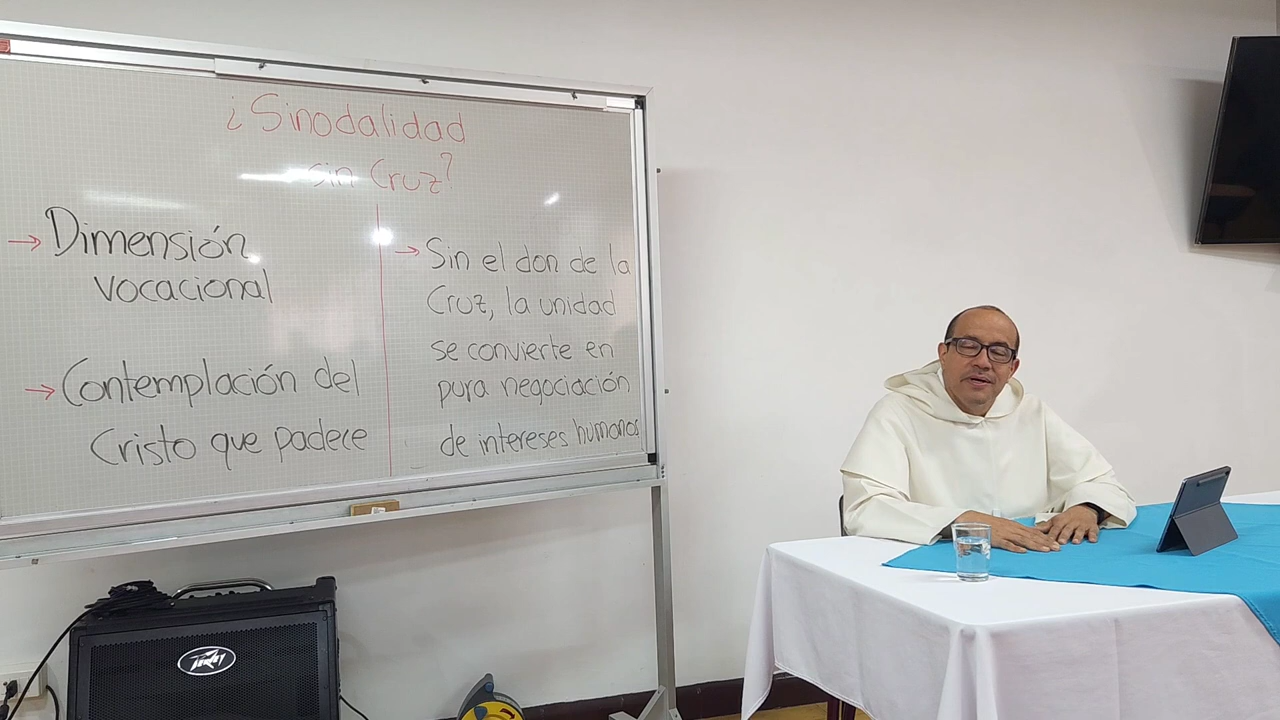 ¿Sinodalidad
sin Cruz?
→ Dimensión
vocacional
→ Contemplación del
Cristo que padece
→ Sin el don de la
Cruz, la unidad
se convierte en
pura negociación
de intereses humanos
PEAVEY